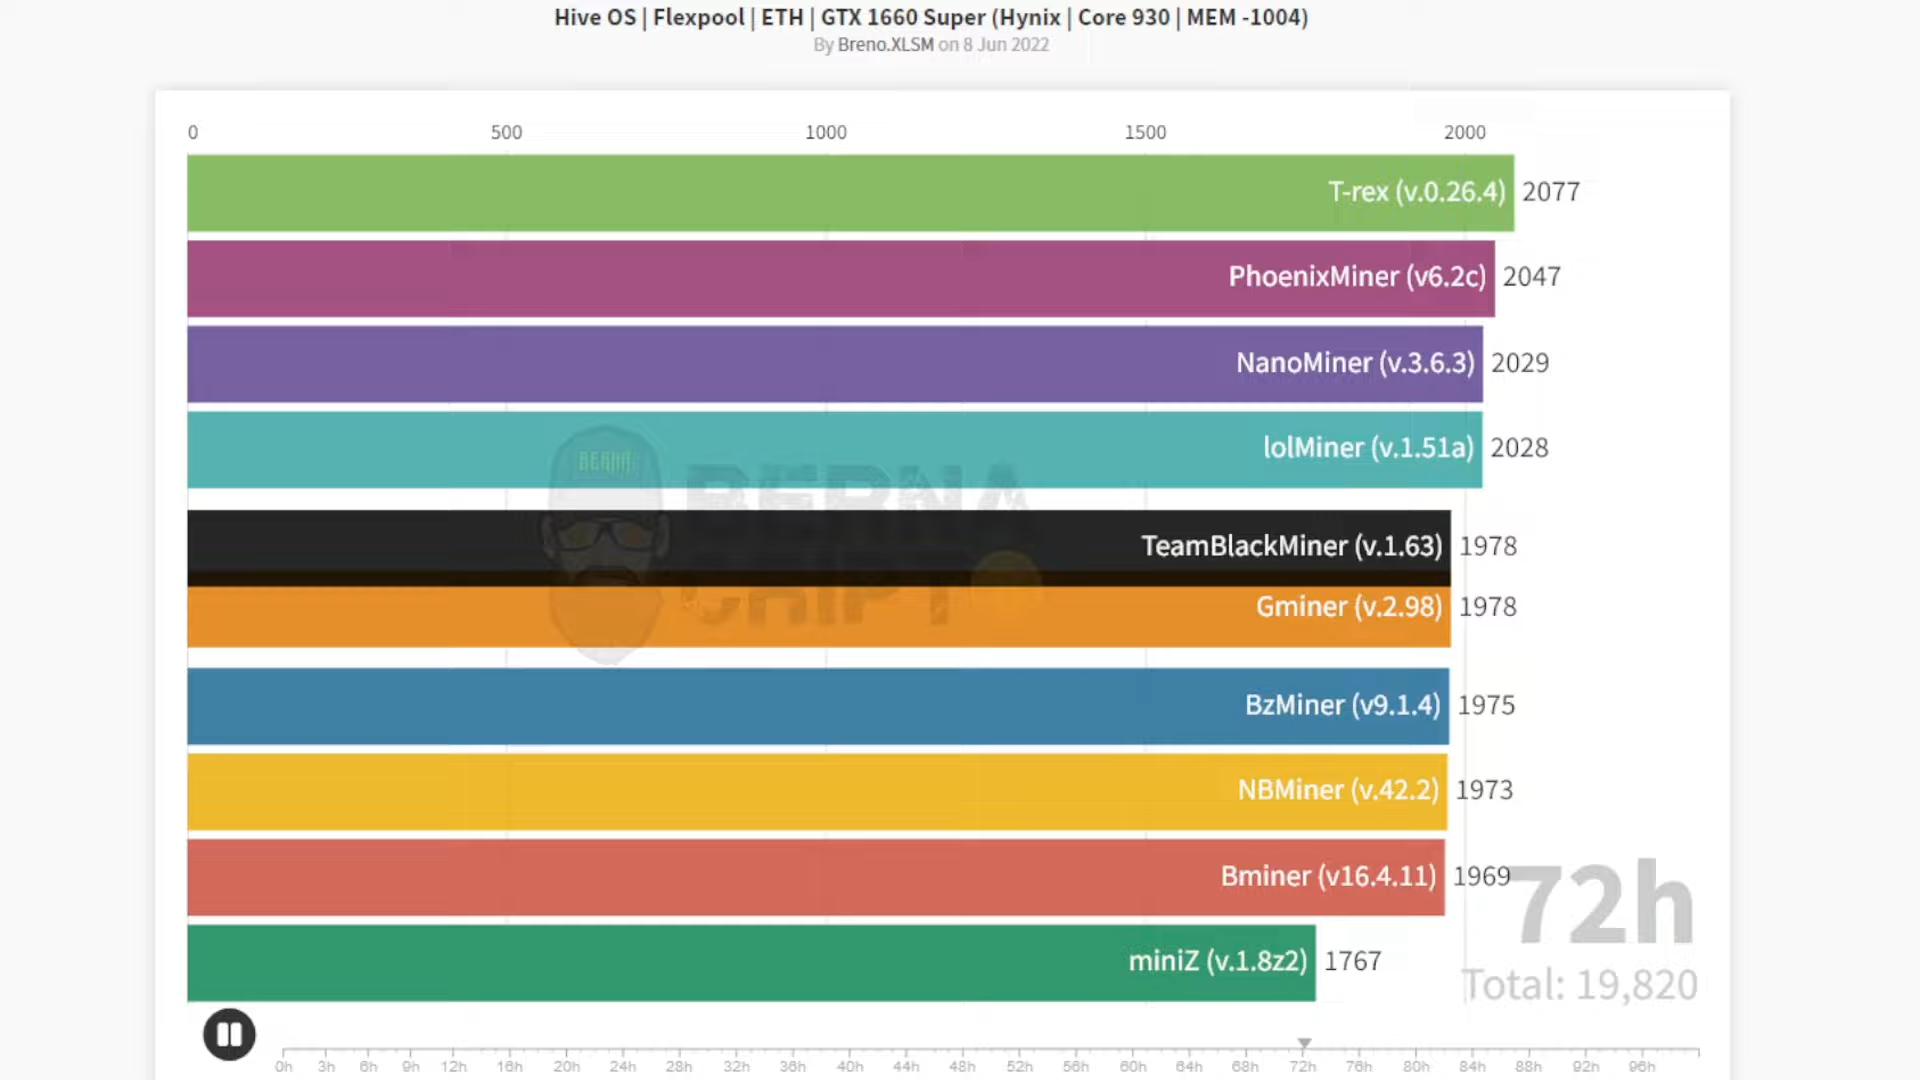 Hive OS | Flexpool | ETH | GTX 1660 Super (Hynix | Core 930 | MEM -1004)
By Breno.XLSM on 8 Jun 2022
0 500 1000 1500 2000
T-rex (v.0.26.4) 2077
PhoenixMiner (v6.2c) 2047
NanoMiner (v.3.6.3) 2029
lolMiner (v.1.51a) 2028
BERNA
BERNA
CRIPTO
TeamBlackMiner (v.1.63) 1978
Gminer (v.2.98) 1978
BzMiner (v9.1.4) 1975
NBMiner (v.42.2) 1973
Bminer (v16.4.11) 1969
72h
miniZ (v.1.8z2) 1767
Total: 19,820
0h 3h 6h 9h 12h 16h 20h 24h 28h 32h 36h 40h 44h 48h 52h 56h 60h 64h 68h 72h 76h 80h 84h 88h 92h 96h